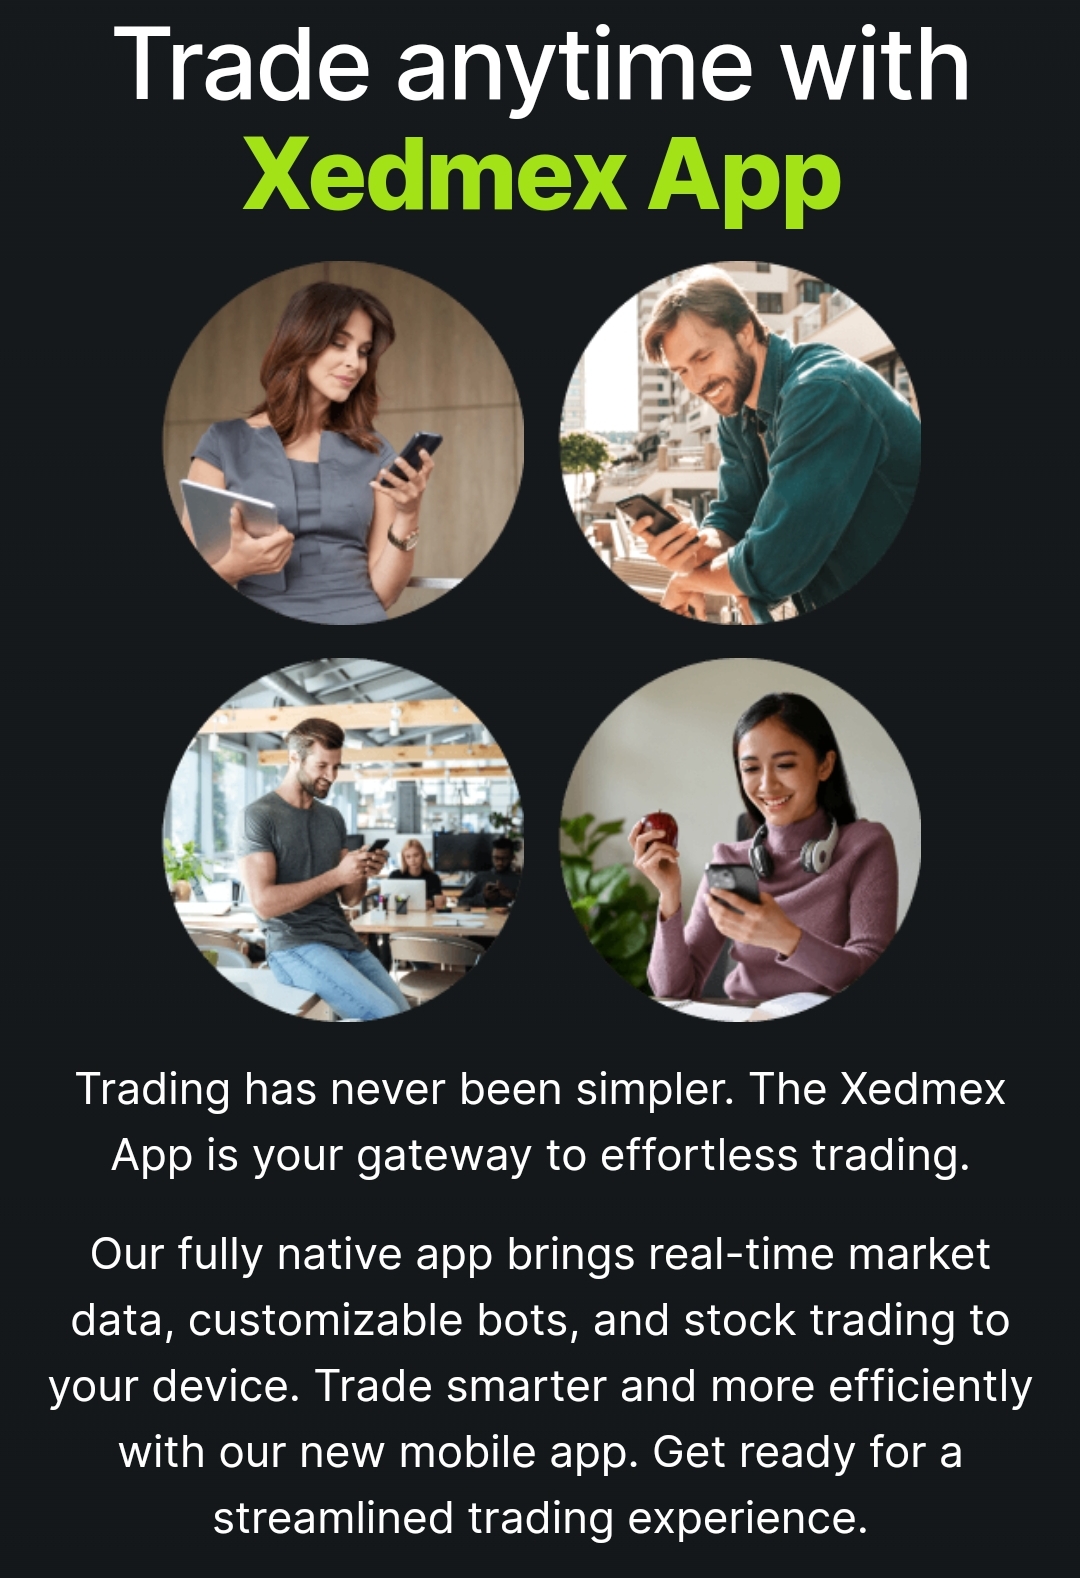 Trade anytime with
Xedmex App
Trading has never been simpler. The Xedmex
App is your gateway to effortless trading.
Our fully native app brings real-time market
data, customizable bots, and stock trading to
your device. Trade smarter and more efficiently
with our new mobile app. Get ready for a
streamlined trading experience.